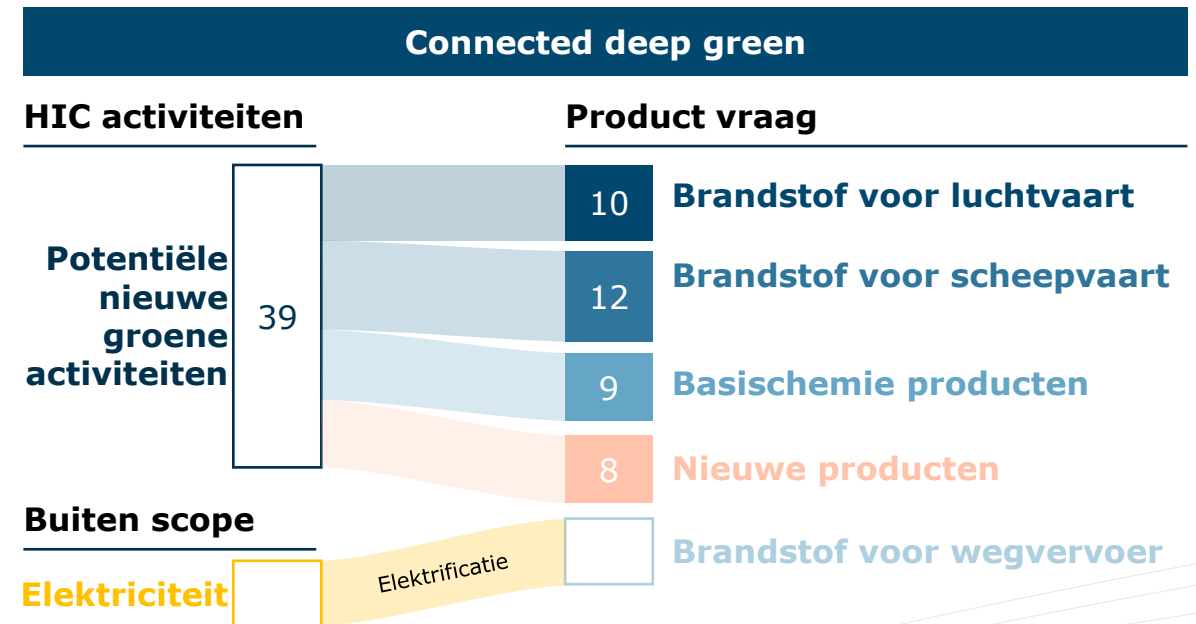 Connected deep green
HIC activiteiten
Product vraag
Potentiële
nieuwe
groene
activiteiten
39
10
Brandstof voor luchtvaart
12
Brandstof voor scheepvaart
9
Basischemie producten
8
Nieuwe producten
Buiten scope
Elektriciteit
Elektrificatie
Brandstof voor wegvervoer